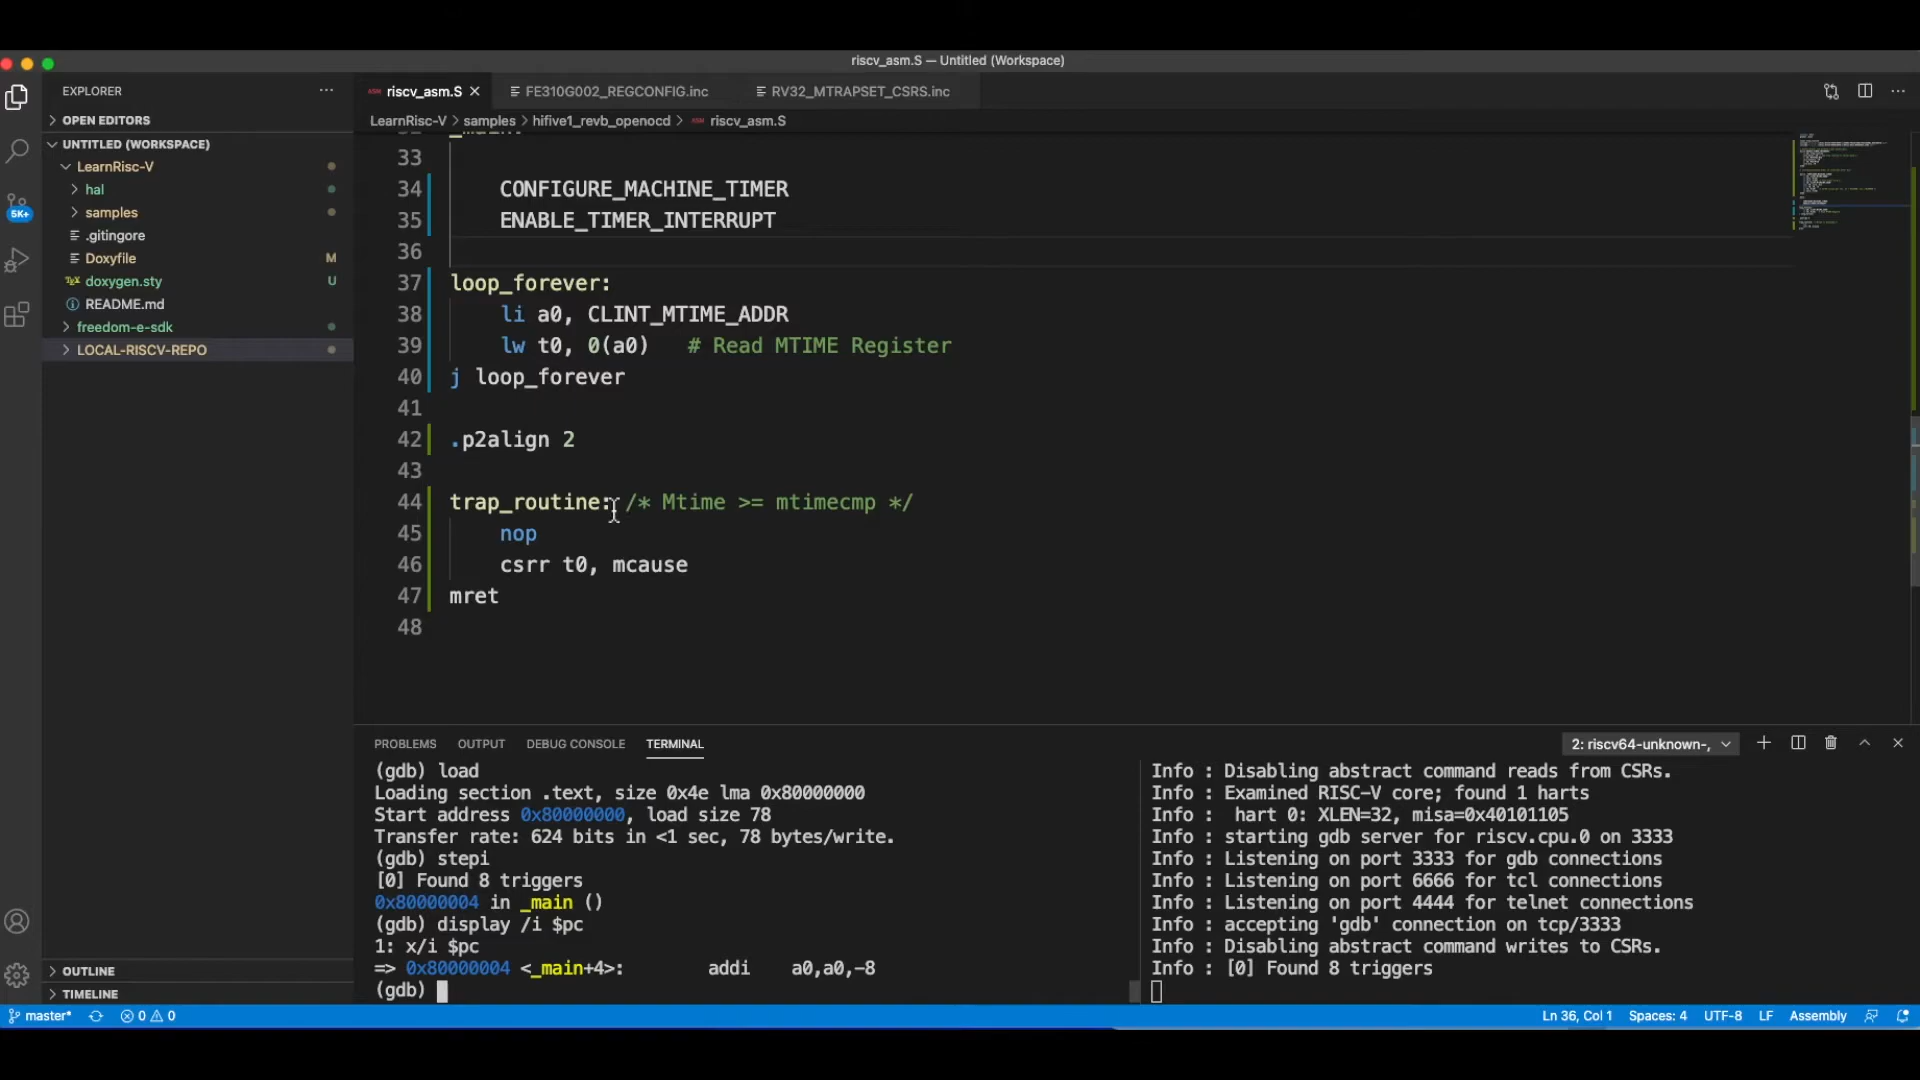 riscv_asm.S — Untitled (Workspace)
EXPLORER
riscv_asm.S
FE310G002_REGCONFIG.inc
RV32_MTRAPSET_CSRS.inc
LearnRisc-V > samples > hifive1_revb_openocd > riscv_asm.S
OPEN EDITORS
UNTITLED (WORKSPACE)
LearnRisc-V
hal
samples
.gitingore
Doxyfile M
doxygen.sty U
README.md
freedom-e-sdk
LOCAL-RISCV-REPO
5K+
OUTLINE
TIMELINE
33
34 CONFIGURE_MACHINE_TIMER
35 ENABLE_TIMER_INTERRUPT
36
37 loop_forever:
38 li a0, CLINT_MTIME_ADDR
39 lw t0, 0(a0) # Read MTIME Register
40 j loop_forever
41
42 .p2align 2
43
44 trap_routine: /* Mtime >= mtimecmp */
45 nop
46 csrr t0, mcause
47 mret
48
PROBLEMS OUTPUT DEBUG CONSOLE TERMINAL
2: riscv64-unknown-,
(gdb) load
Loading section .text, size 0x4e lma 0x80000000
Start address 0x80000000, load size 78
Transfer rate: 624 bits in <1 sec, 78 bytes/write.
(gdb) stepi
[0] Found 8 triggers
0x80000004 in _main ()
(gdb) display /i $pc
1: x/i $pc
=> 0x80000004 <_main+4>: addi a0,a0,-8
(gdb)
Info : Disabling abstract command reads from CSRs.
Info : Examined RISC-V core; found 1 harts
Info : hart 0: XLEN=32, misa=0x40101105
Info : starting gdb server for riscv.cpu.0 on 3333
Info : Listening on port 3333 for gdb connections
Info : Listening on port 6666 for tcl connections
Info : Listening on port 4444 for telnet connections
Info : accepting 'gdb' connection on tcp/3333
Info : Disabling abstract command writes to CSRs.
Info : [0] Found 8 triggers
master* 0 0
Ln 36, Col 1 Spaces: 4 UTF-8 LF Assembly